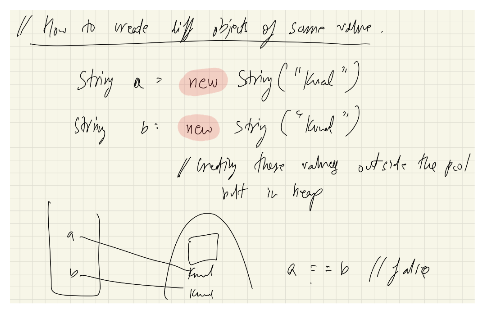 // How to create diff objects of same value.
String a = new String ("Kunal")
String b = new String ("Kunal")
// Creating these values outside the pool
but in heap
a
b
Kunal
Kunal
a == b // false